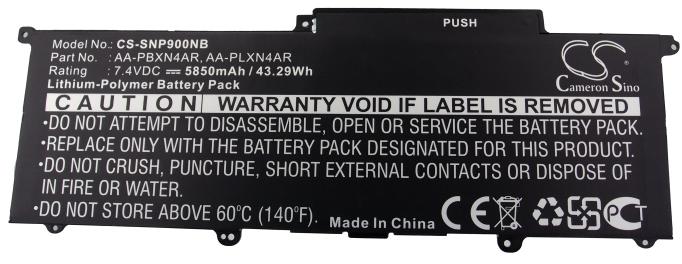 PUSH
Model No.: CS-SNP900NB
Part No. : AA-PBXN4AR, AA-PLXN4AR
Rating : 7.4VDC ⎓ 5850mAh / 43.29Wh
Lithium-Polymer Battery Pack
CS
Cameron Sino
CAUTION WARRANTY VOID IF LABEL IS REMOVED
•DO NOT ATTEMPT TO DISASSEMBLE, OPEN OR SERVICE THE BATTERY PACK.
•REPLACE ONLY WITH THE BATTERY DESIGNATED FOR THIS PRODUCT.
•DO NOT CRUSH, PUNCTURE, SHORT EXTERNAL CONTACTS OR DISPOSE OF
IN FIRE OR WATER.
•DO NOT STORE ABOVE 60°C (140°F)
Made In China CE PCT